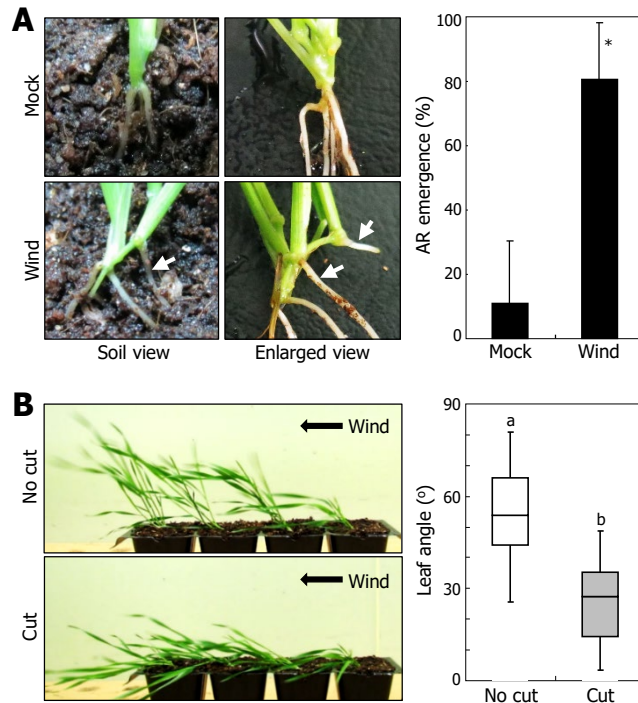 A
Mock
Wind
Soil view
Enlarged view
AR emergence (%)
100
80
60
40
20
0
*
Mock
Wind
B
No cut
Wind
Cut
Wind
Leaf angle (º)
90
60
30
0
a
b
No cut
Cut